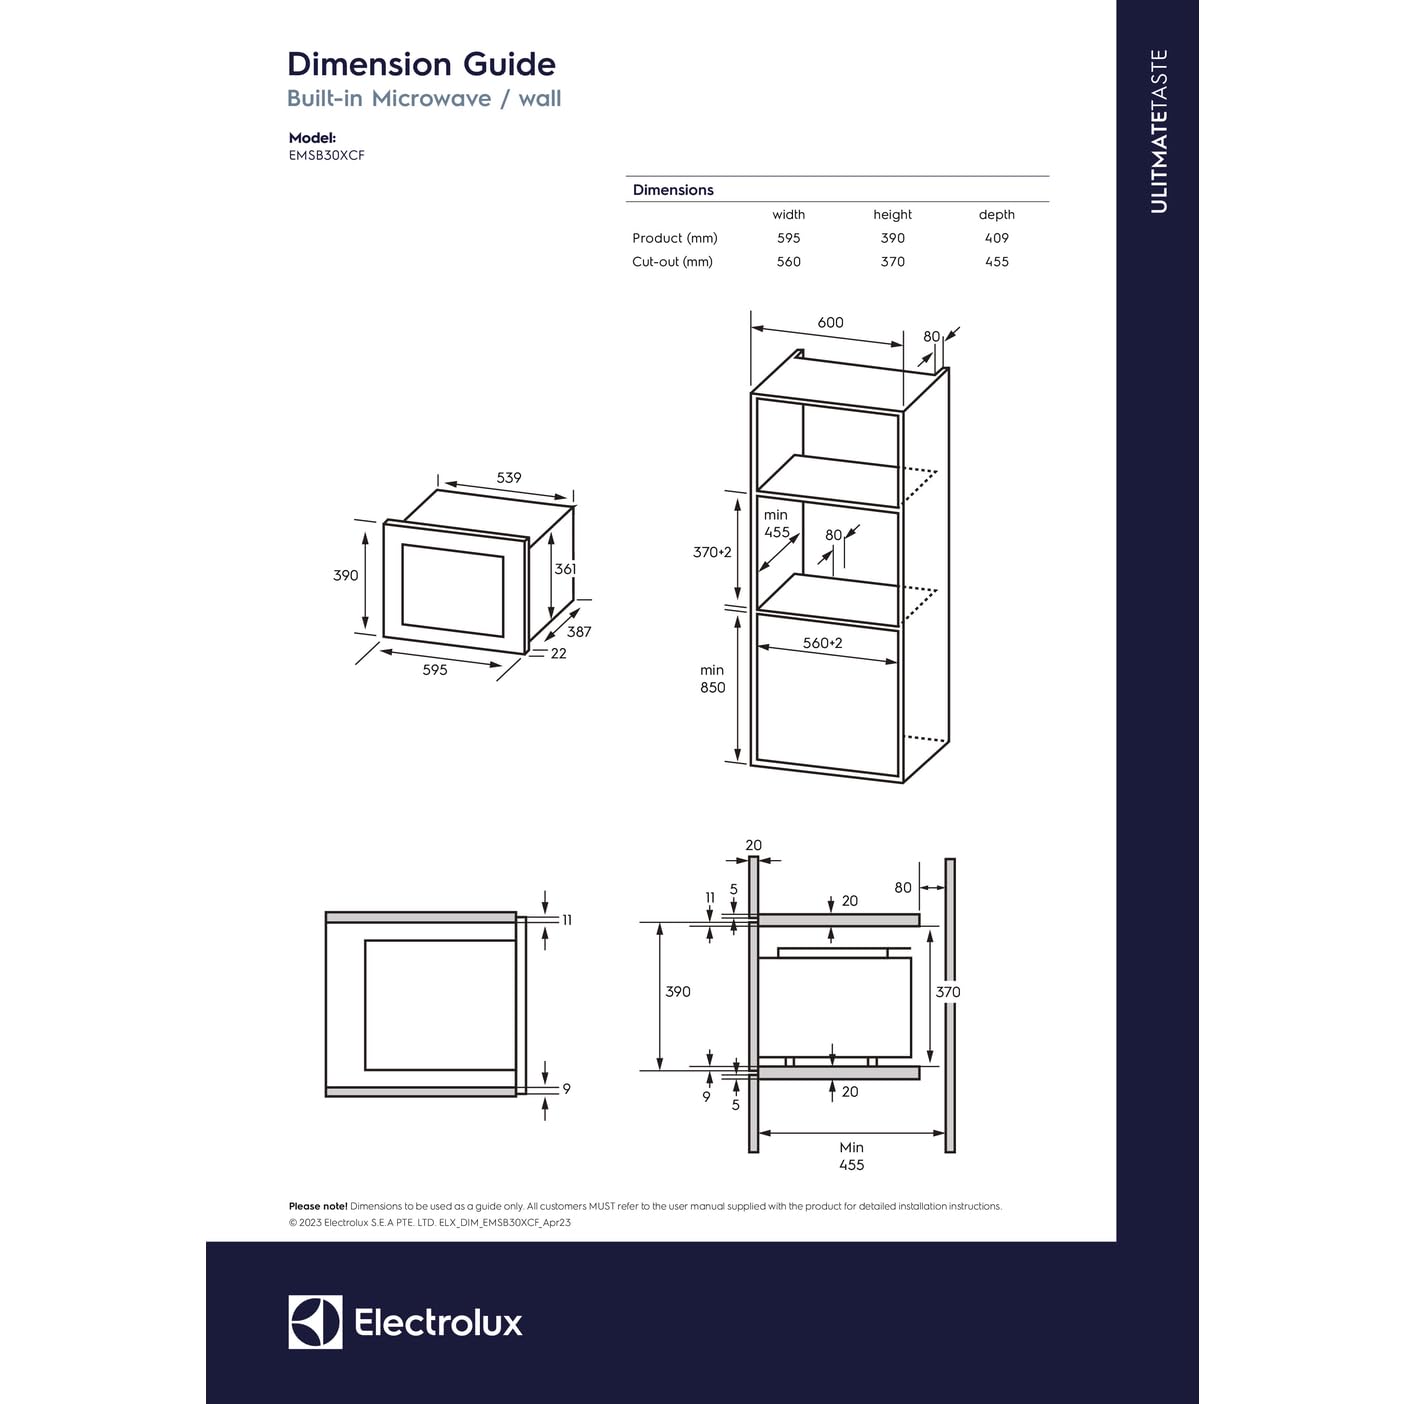 Dimension Guide
Built-in Microwave / wall
Model:
EMSB30XCF
ULITMATETASTE
Dimensions
width height depth
Product (mm) 595 390 409
Cut-out (mm) 560 370 455
600
80
539
390
361
387
22
595
min
455
80
370+2
560+2
min
850
11
9
20
5
11
20
80
390
370
9
5
20
Min
455
Please note! Dimensions to be used as a guide only. All customers MUST refer to the user manual supplied with the product for detailed installation instructions.
© 2023 Electrolux S.E.A PTE. LTD. ELX_DIM_EMSB30XCF_Apr23
Electrolux